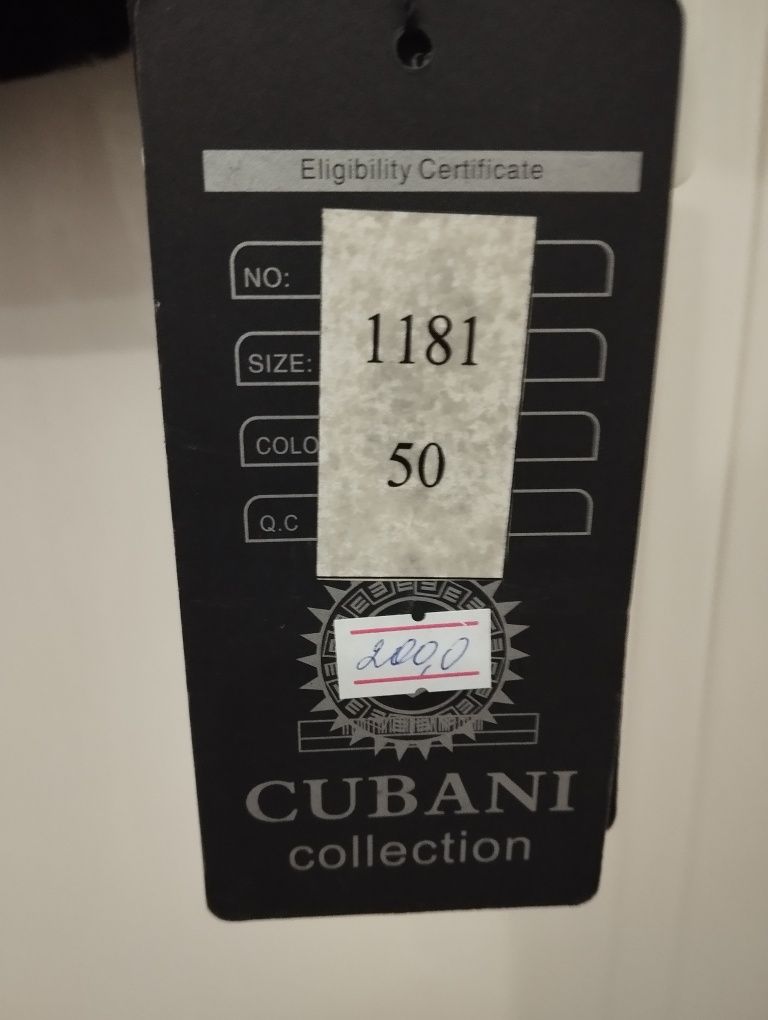 Eligibility Certificate
NO:
1181
SIZE:
COLO
50
Q.C
200,0
CUBANI
collection